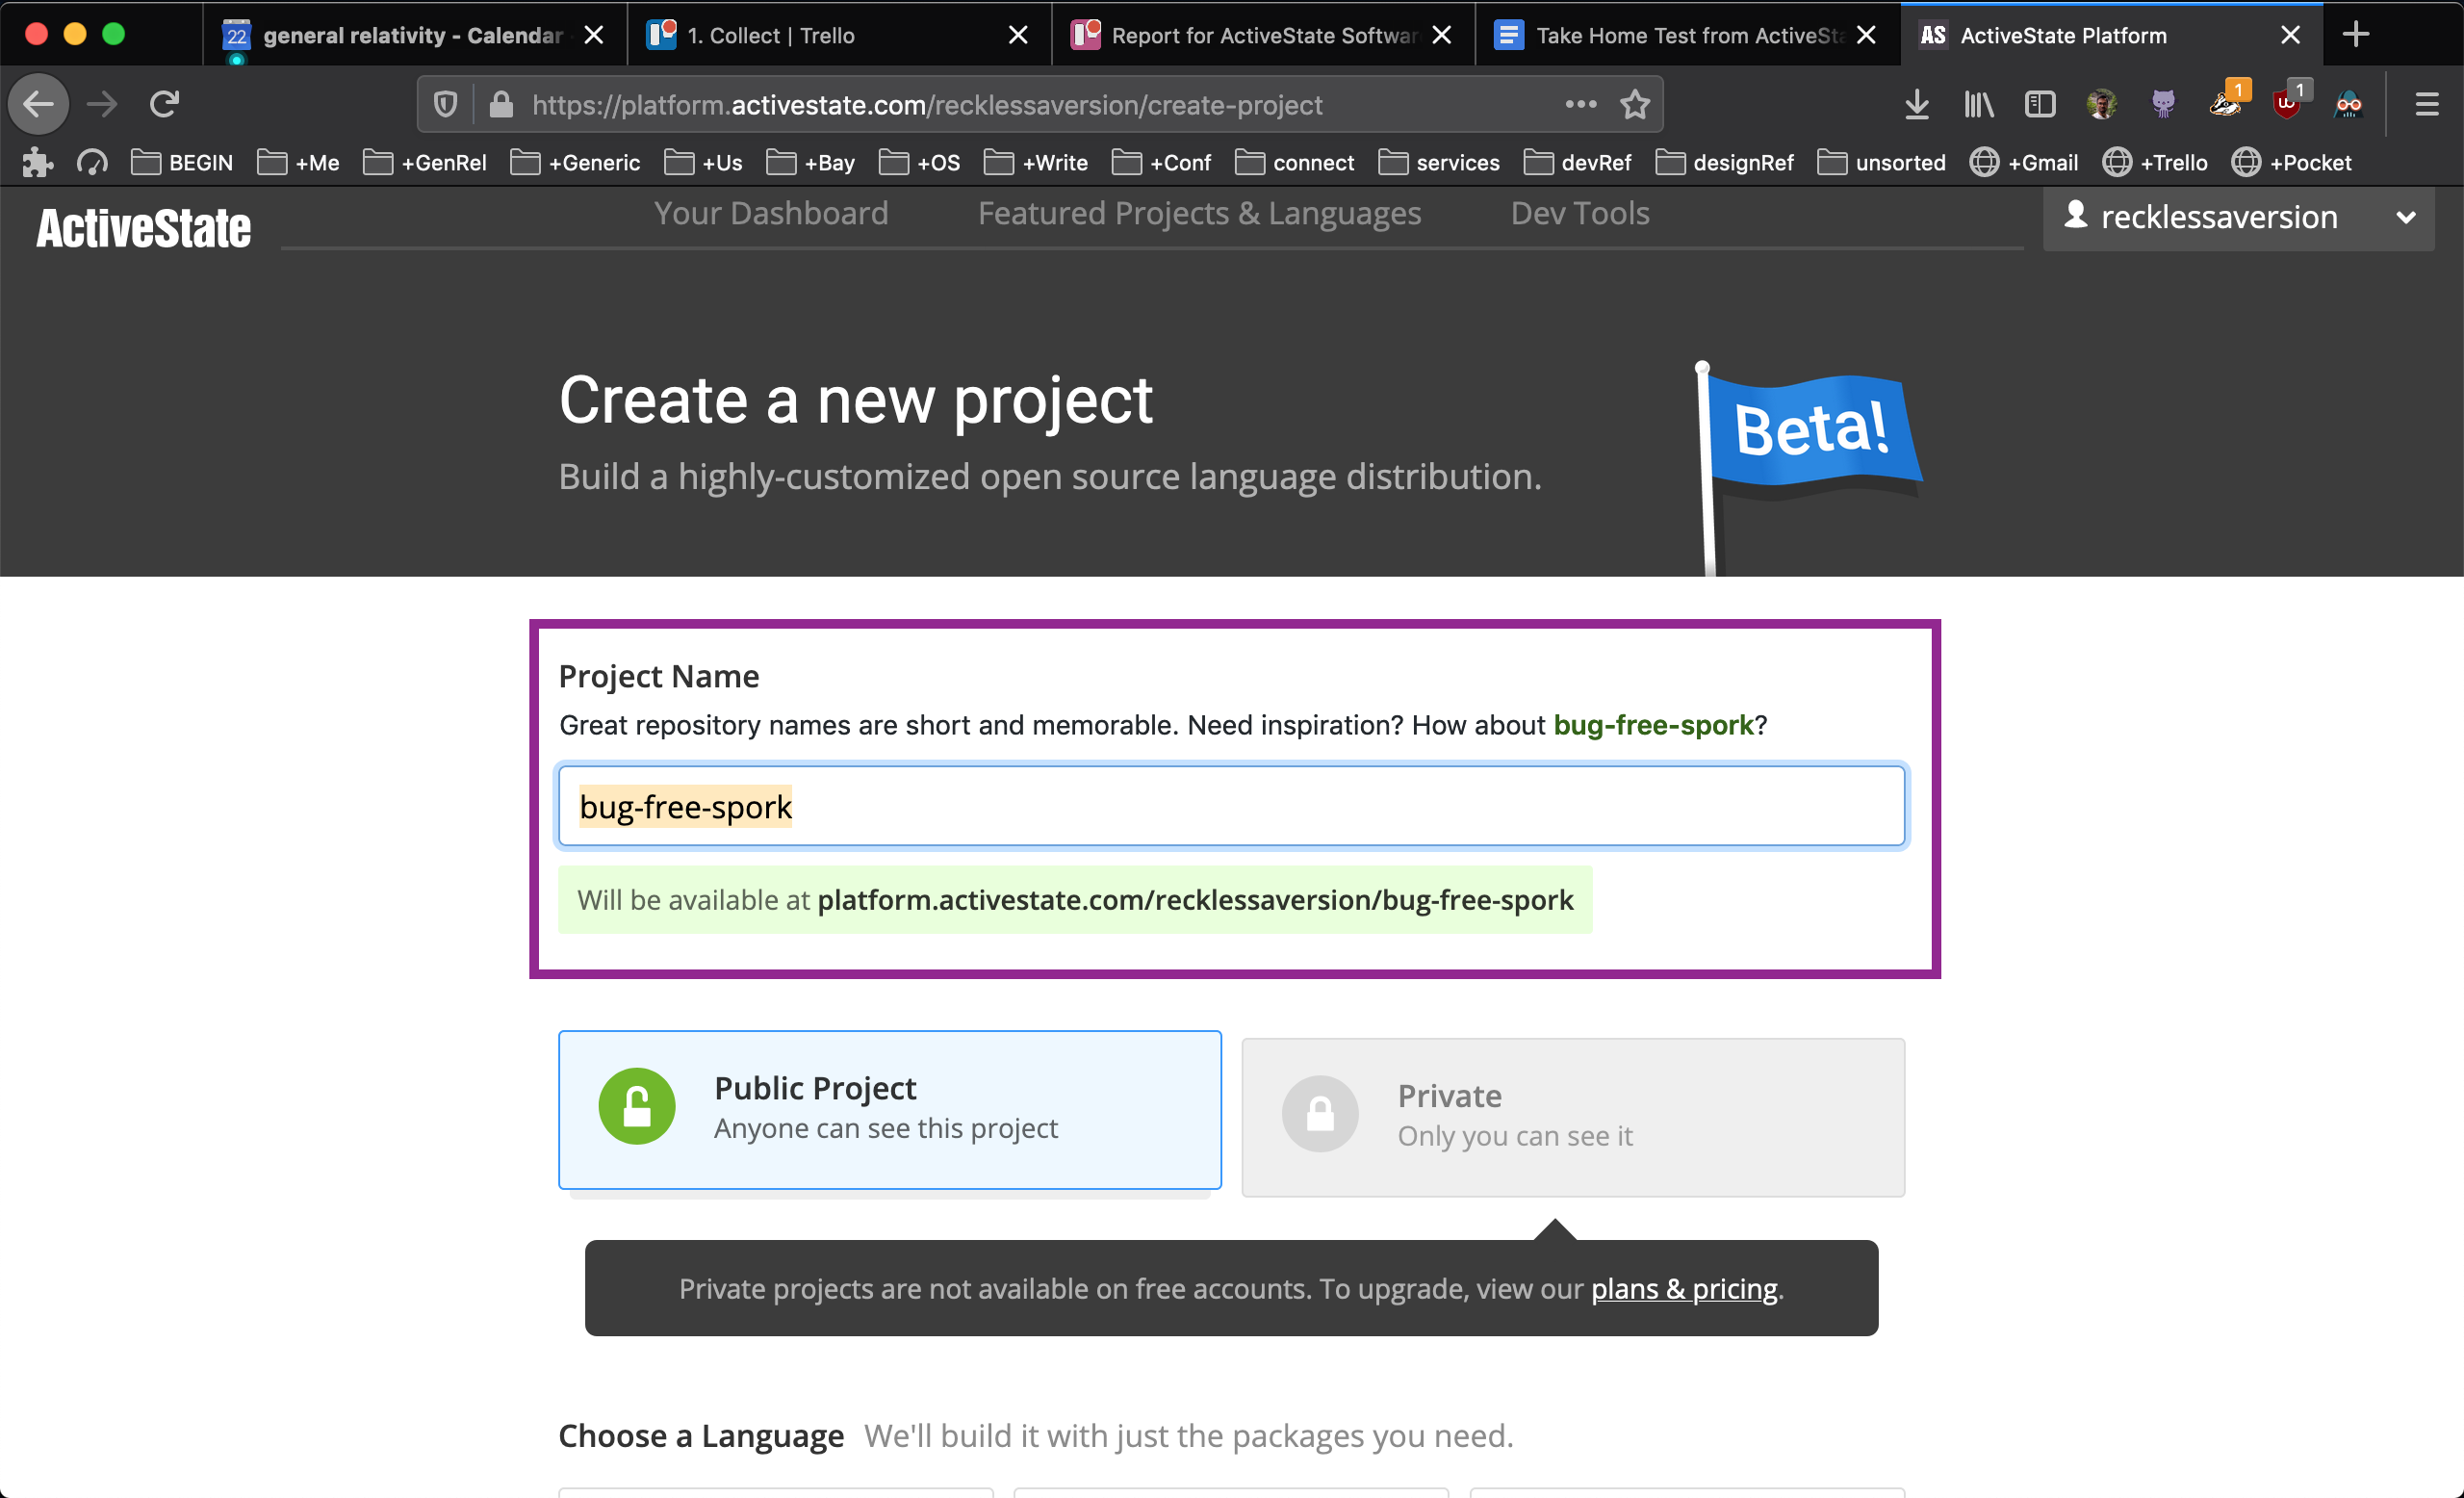 22 general relativity - Calendar
1. Collect | Trello
Report for ActiveState Softwar
Take Home Test from ActiveSta
AS ActiveState Platform
https://platform.activestate.com/recklessaversion/create-project
1
1
BEGIN +Me +GenRel +Generic +Us +Bay +OS +Write +Conf connect services devRef designRef unsorted +Gmail +Trello +Pocket
ActiveState
Your Dashboard Featured Projects & Languages Dev Tools
recklessaversion
Create a new project
Build a highly-customized open source language distribution.
Beta!
Project Name
Great repository names are short and memorable. Need inspiration? How about bug-free-spork?
bug-free-spork
Will be available at platform.activestate.com/recklessaversion/bug-free-spork
Public Project
Anyone can see this project
Private
Only you can see it
Private projects are not available on free accounts. To upgrade, view our plans & pricing.
Choose a Language We'll build it with just the packages you need.